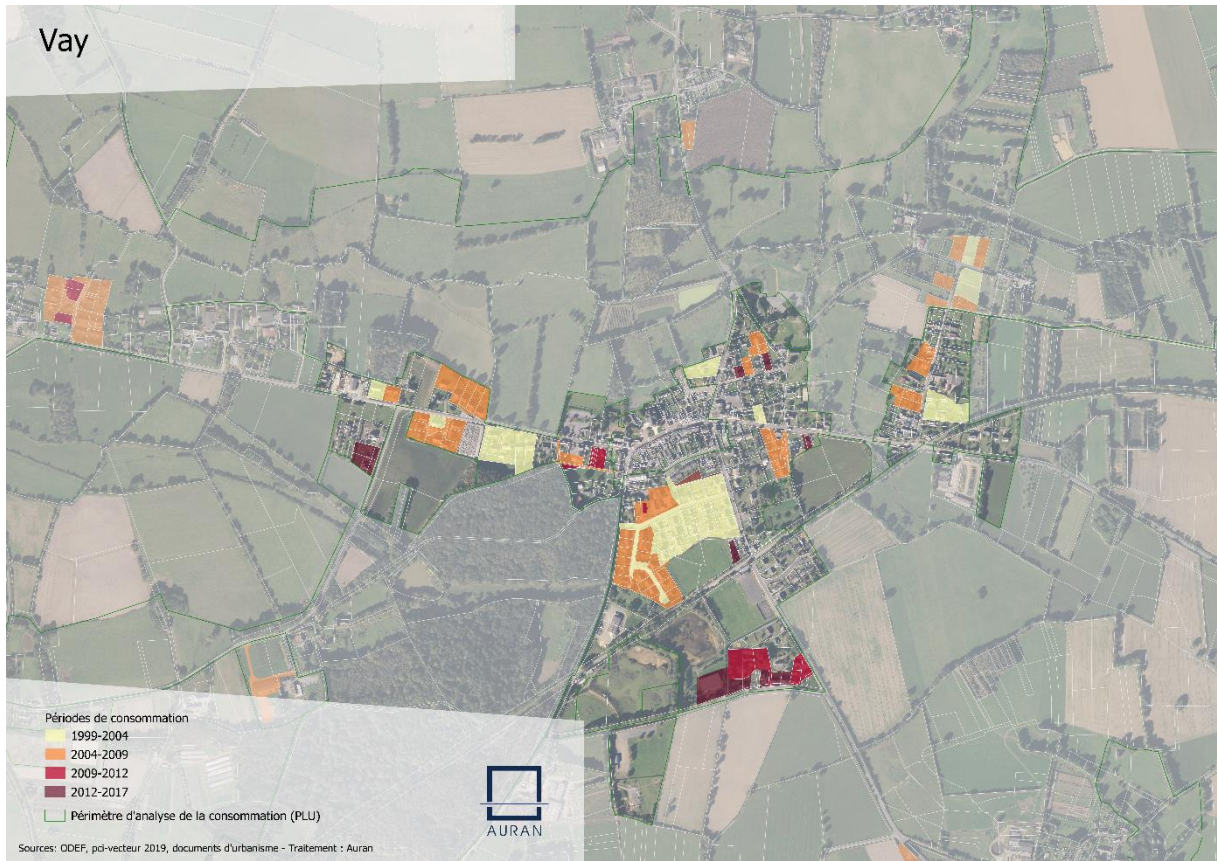 Vay
Périodes de consommation
1999-2004
2004-2009
2009-2012
2012-2017
Périmètre d'analyse de la consommation (PLU)
AURAN
Sources: ODEF, pci-vecteur 2019, documents d'urbanisme - Traitement : Auran